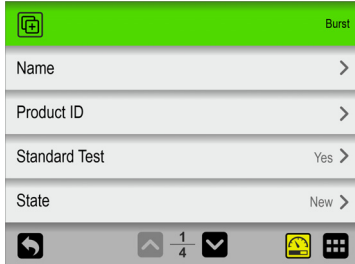 Burst
Name
Product ID
Standard Test Yes
State New
1
4